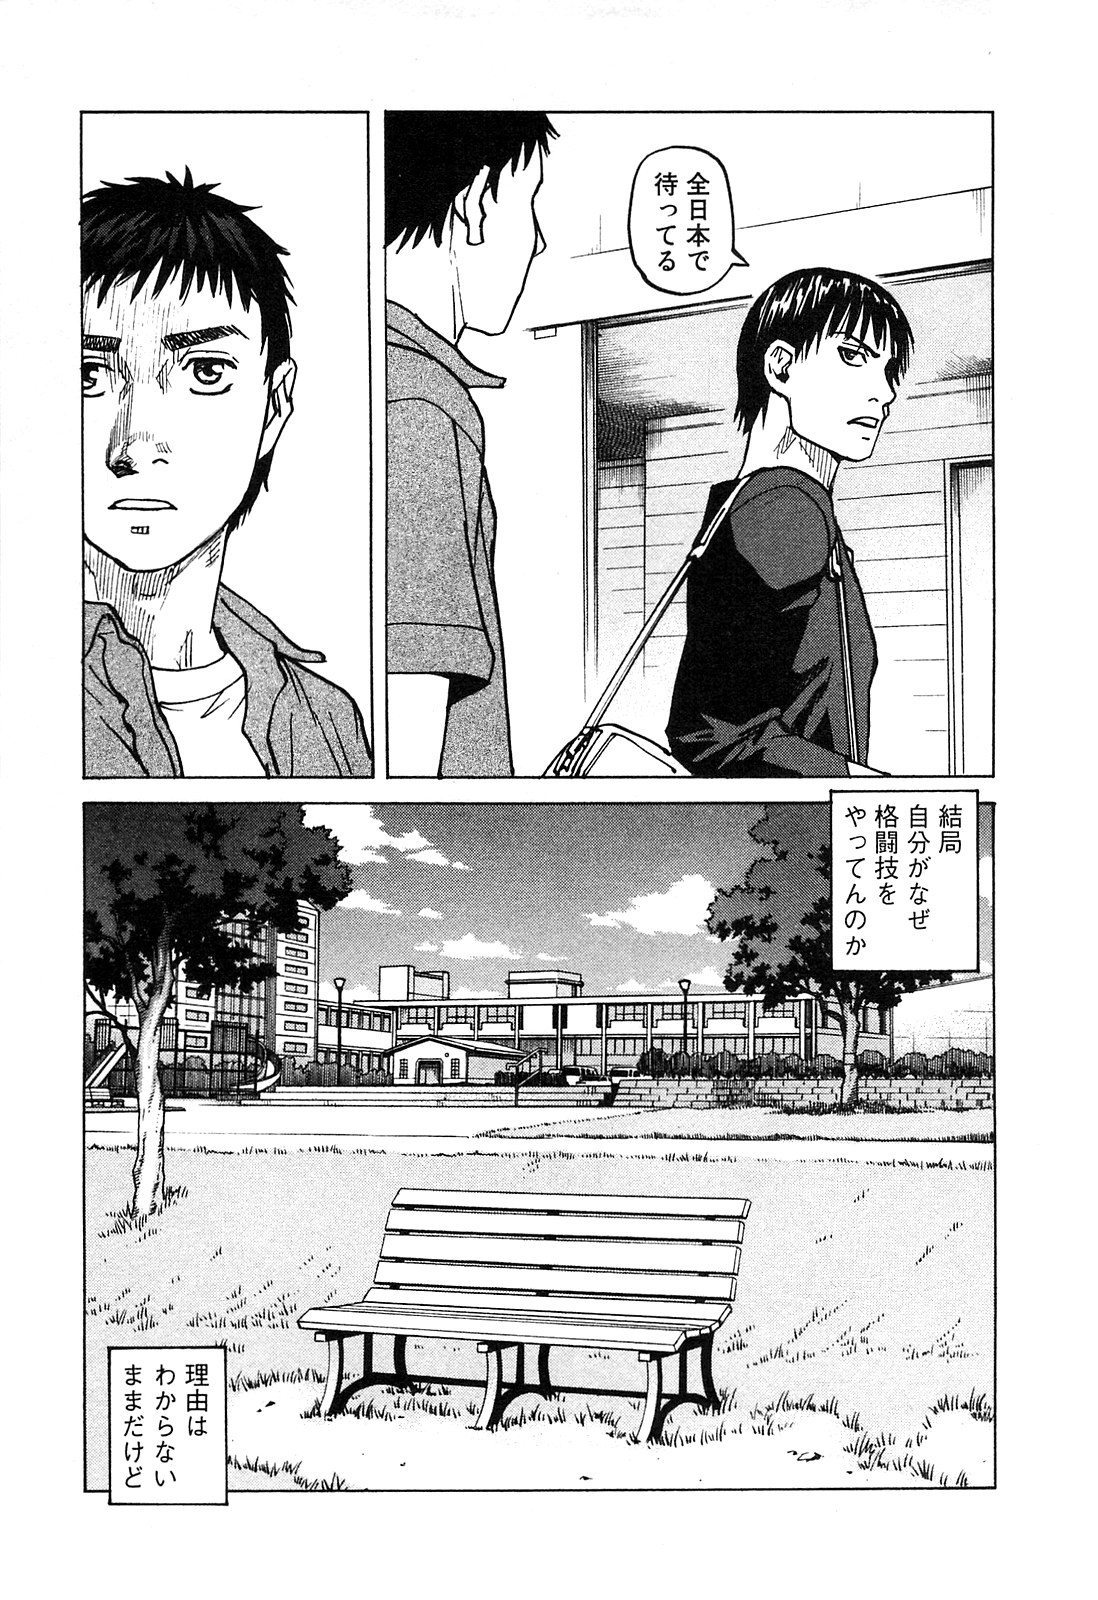 全日本で
待ってる
結局
自分がなぜ
格闘技を
やってんのか
理由は
わからない
ままだけど